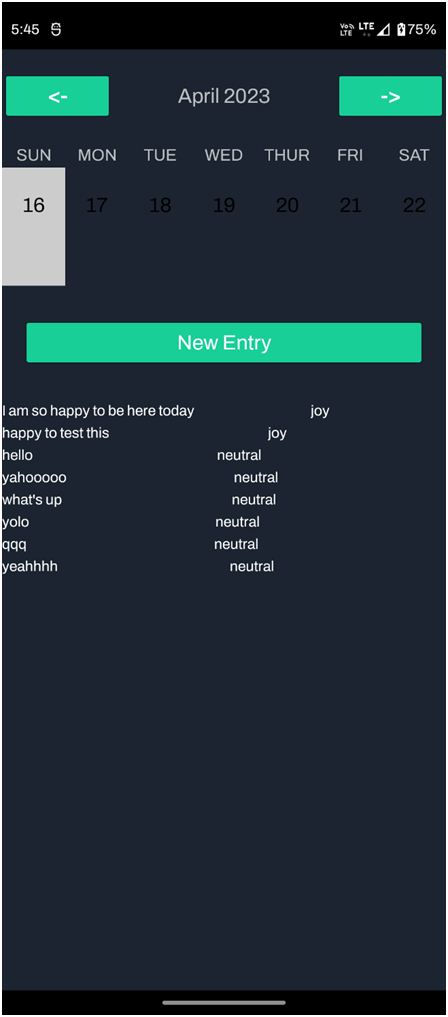 5:45 Vo LTE LTE 75%
<- April 2023 ->
SUN MON TUE WED THUR FRI SAT
16 17 18 19 20 21 22
New Entry
I am so happy to be here today joy
happy to test this joy
hello neutral
yahooooo neutral
what's up neutral
yolo neutral
qqq neutral
yeahhhh neutral